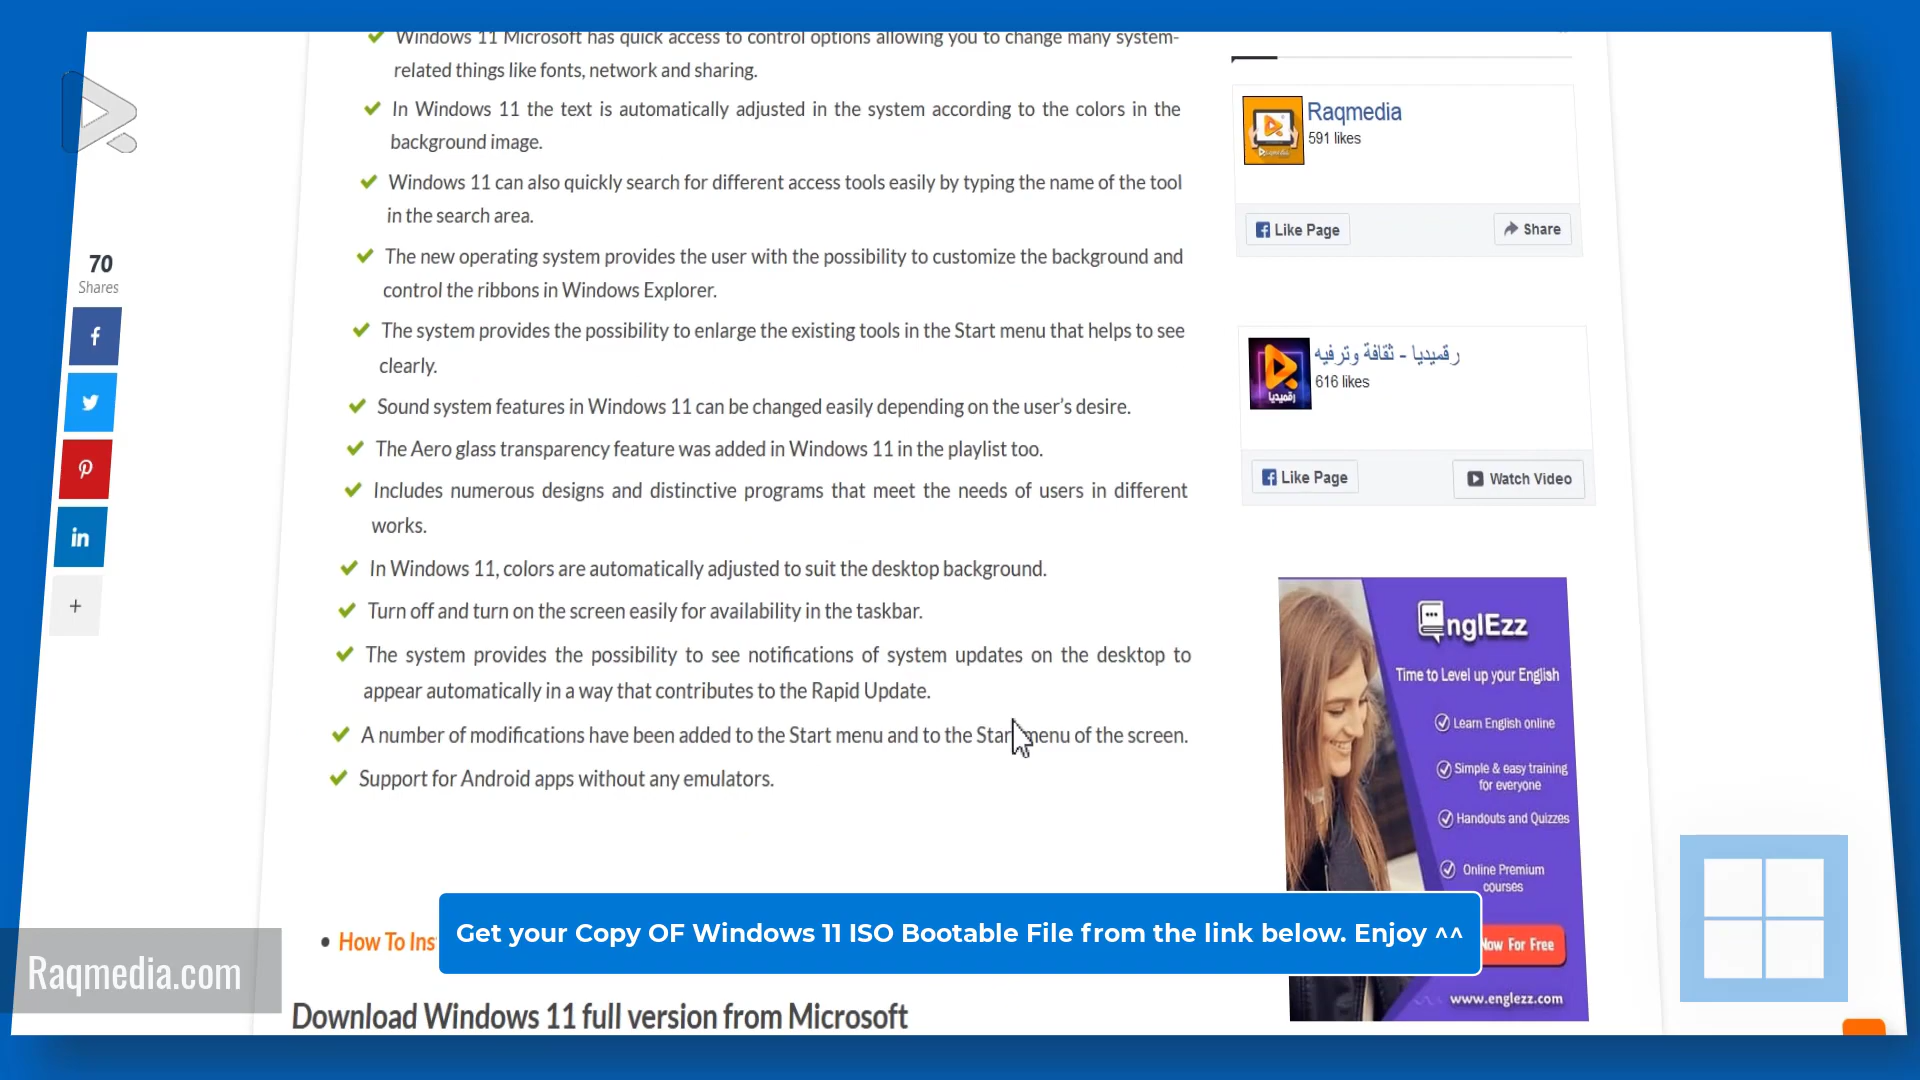 Windows 11 Microsoft has quick access to control options allowing you to change many system-
related things like fonts, network and sharing.
In Windows 11 the text is automatically adjusted in the system according to the colors in the
background image.
Windows 11 can also quickly search for different access tools easily by typing the name of the tool
in the search area.
The new operating system provides the user with the possibility to customize the background and
control the ribbons in Windows Explorer.
The system provides the possibility to enlarge the existing tools in the Start menu that helps to see
clearly.
Sound system features in Windows 11 can be changed easily depending on the user's desire.
The Aero glass transparency feature was added in Windows 11 in the playlist too.
Includes numerous designs and distinctive programs that meet the needs of users in different
works.
In Windows 11, colors are automatically adjusted to suit the desktop background.
Turn off and turn on the screen easily for availability in the taskbar.
The system provides the possibility to see notifications of system updates on the desktop to
appear automatically in a way that contributes to the Rapid Update.
A number of modifications have been added to the Start menu and to the Start menu of the screen.
Support for Android apps without any emulators.
• How To Ins
Get your Copy OF Windows 11 ISO Bootable File from the link below. Enjoy ^^
Download Windows 11 full version from Microsoft
70
Shares
+
Raqmedia.com
Raqmedia
591 likes
Like Page
Share
رقميديا - ثقافة وترفيه
616 likes
رقميديا
Like Page
Watch Video
nglEzz
Time to Level up your English
Learn English online
Simple & easy training
for everyone
Handouts and Quizzes
Online Premium
courses
Now For Free
www.englezz.com